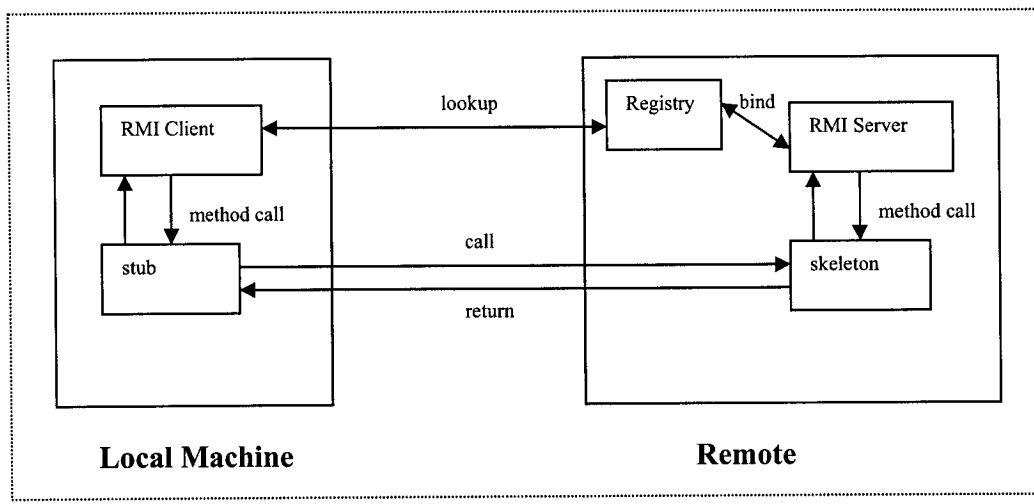 lookup
Registry
bind
RMI Client
RMI Server
method call
method call
call
stub
skeleton
return
Local Machine
Remote